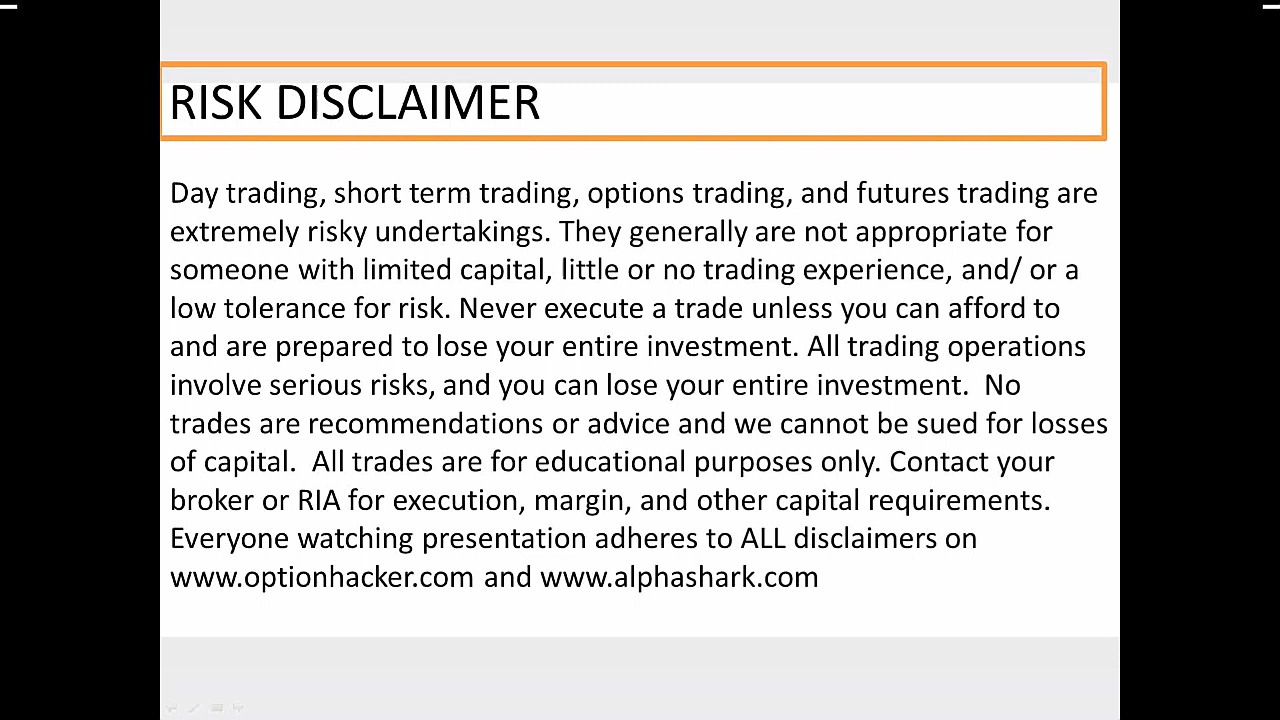 RISK DISCLAIMER
Day trading, short term trading, options trading, and futures trading are
extremely risky undertakings. They generally are not appropriate for
someone with limited capital, little or no trading experience, and/ or a
low tolerance for risk. Never execute a trade unless you can afford to
and are prepared to lose your entire investment. All trading operations
involve serious risks, and you can lose your entire investment.  No
trades are recommendations or advice and we cannot be sued for losses
of capital.  All trades are for educational purposes only. Contact your
broker or RIA for execution, margin, and other capital requirements.
Everyone watching presentation adheres to ALL disclaimers on
www.optionhacker.com and www.alphashark.com